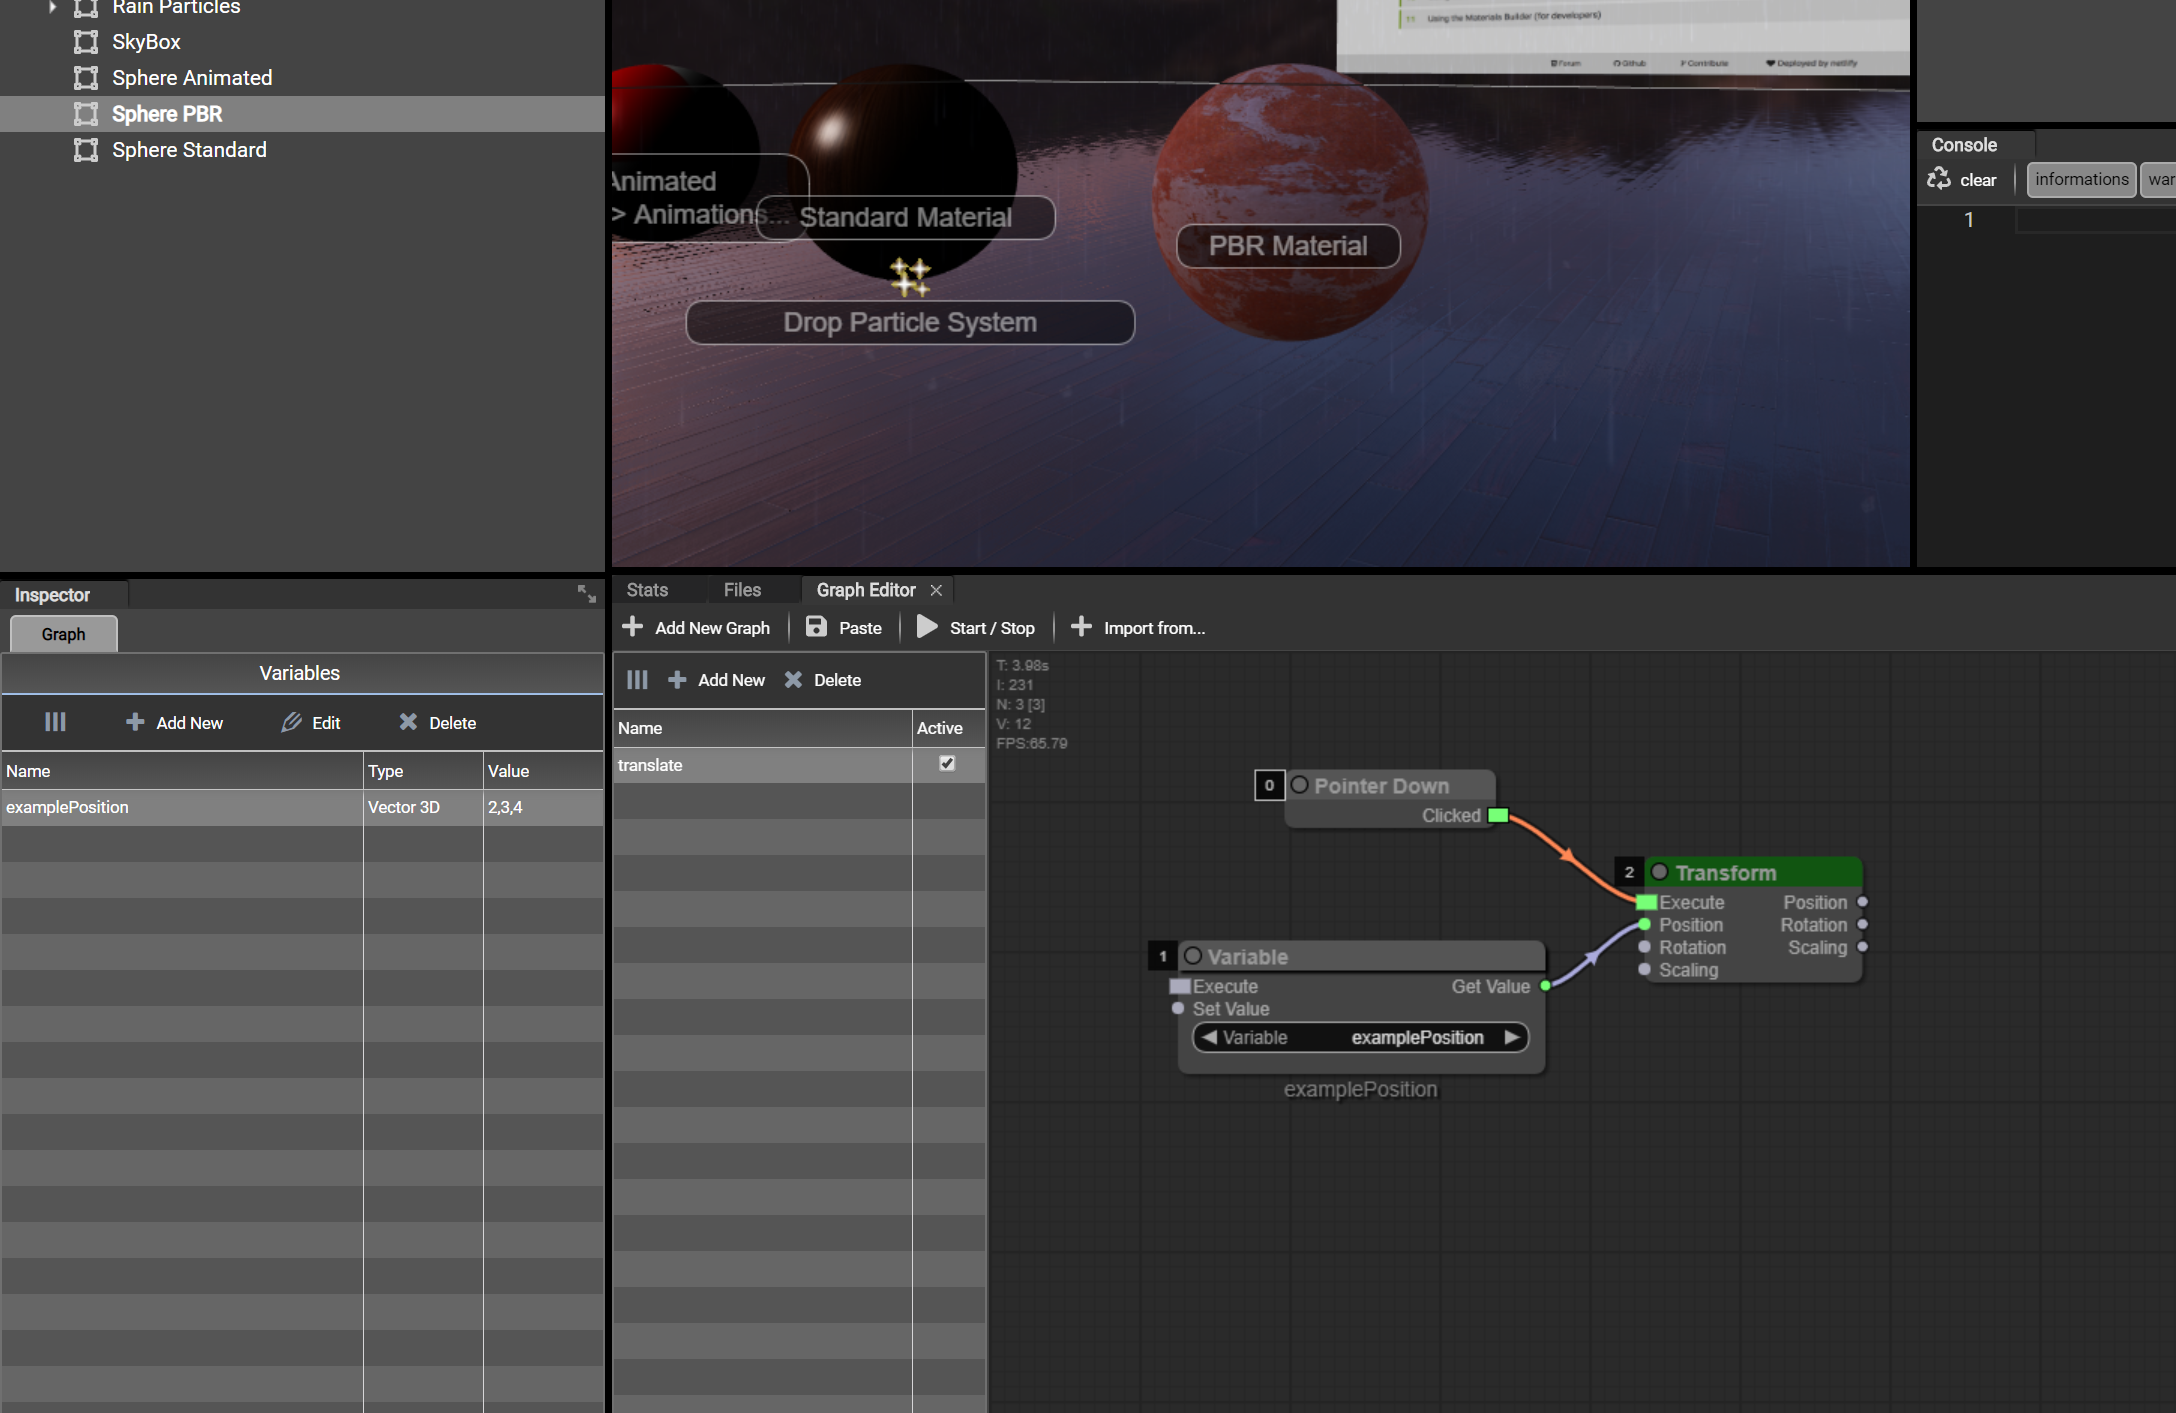 Rain Particles
SkyBox
Sphere Animated
Sphere PBR
Sphere Standard
Using the Materials Builder (for developers)
Forum Github Contribute Deployed by netlify
Animated
> Animations...
Standard Material
PBR Material
Drop Particle System
Console
clear informations war
1
Inspector
Graph
Variables
Add New Edit Delete
Name Type Value
examplePosition Vector 3D 2,3,4
Stats Files Graph Editor
Add New Graph Paste Start / Stop Import from...
Add New Delete
Name Active
translate
T: 3.98s
I: 231
N: 3 [3]
V: 12
FPS:65.79
0 Pointer Down
Clicked
2 Transform
Execute Position
Position Rotation
Rotation Scaling
Scaling
1 Variable
Execute Get Value
Set Value
Variable examplePosition
examplePosition